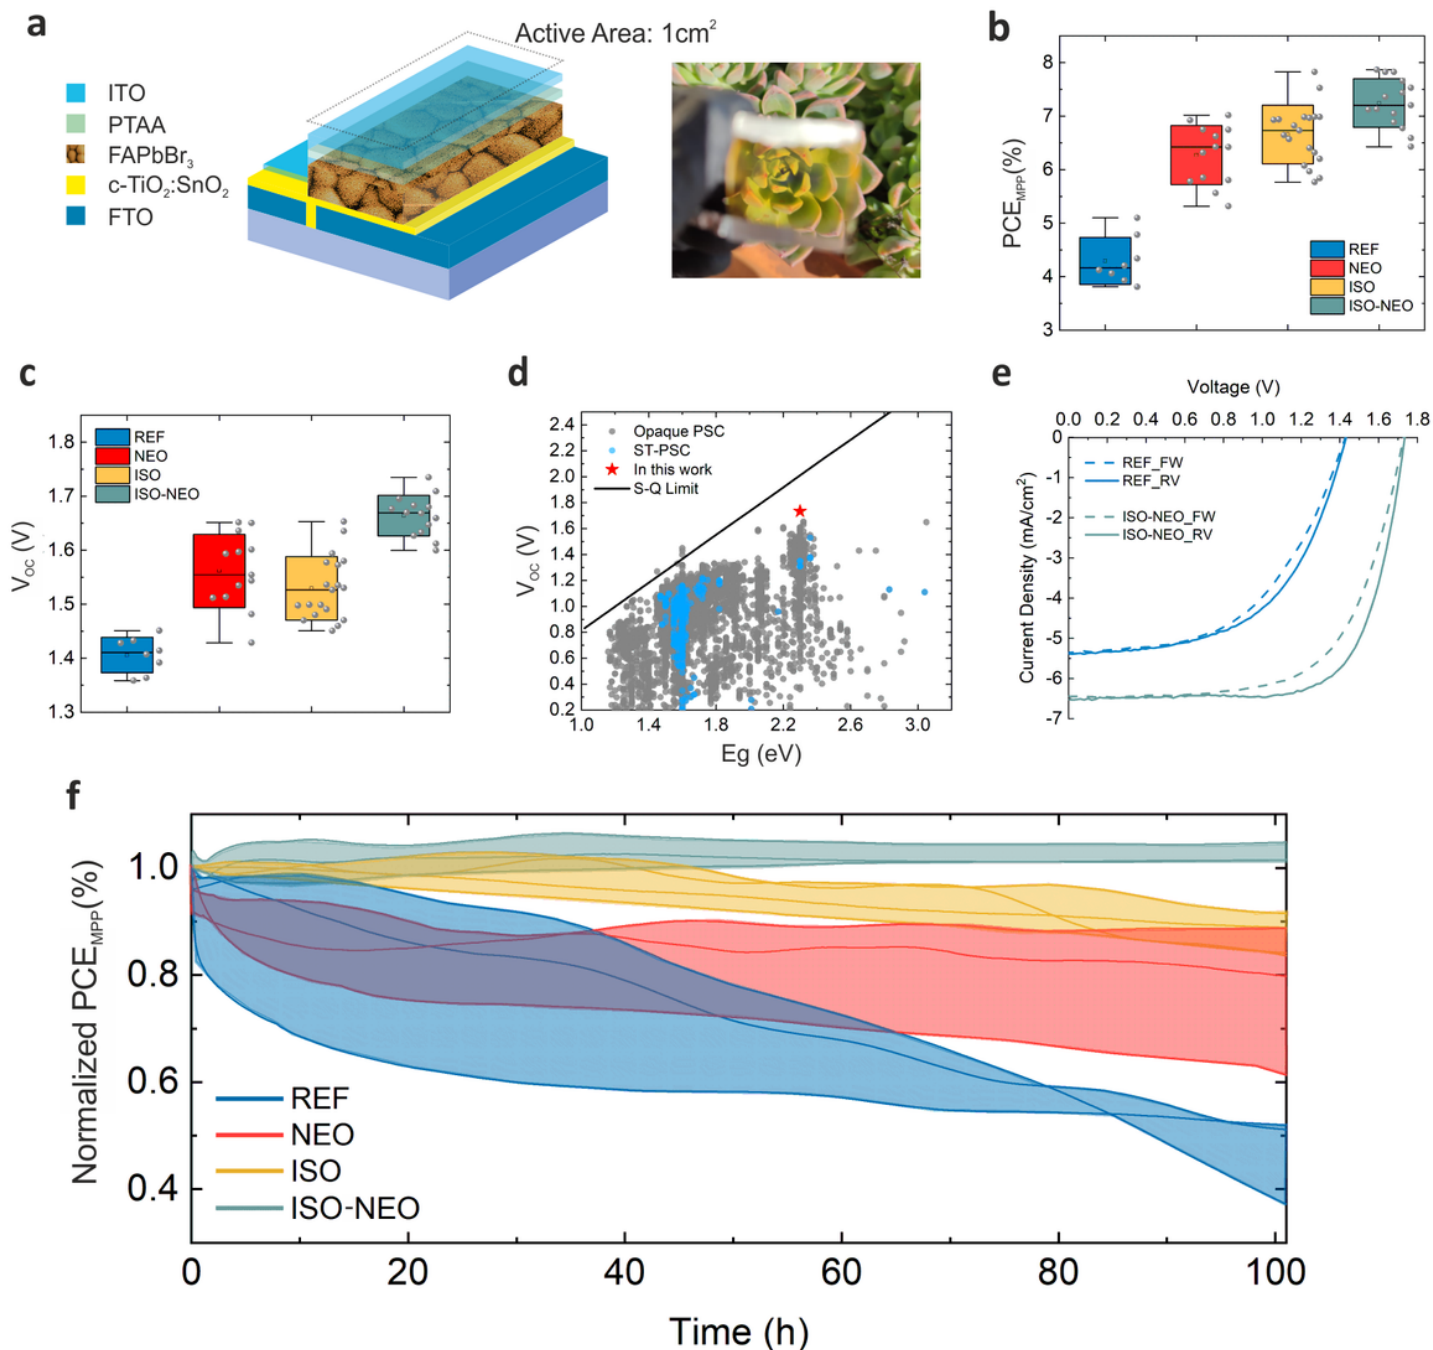 a
Active Area: 1cm²
ITO
PTAA
FAPbBr₃
c-TiO₂:SnO₂
FTO
b
8
7
6
5
4
3
PCE_MPP(%)
REF
NEO
ISO
ISO-NEO
c
1.8
1.7
1.6
1.5
1.4
1.3
V_OC (V)
REF
NEO
ISO
ISO-NEO
d
2.4
2.2
2.0
1.8
1.6
1.4
1.2
1.0
0.8
0.6
0.4
0.2
V_OC (V)
Opaque PSC
ST-PSC
In this work
S-Q Limit
1.0 1.4 1.8 2.2 2.6 3.0
Eg (eV)
e
Voltage (V)
0.0 0.2 0.4 0.6 0.8 1.0 1.2 1.4 1.6 1.8
0
-1
-2
-3
-4
-5
-6
-7
Current Density (mA/cm²)
REF_FW
REF_RV
ISO-NEO_FW
ISO-NEO_RV
f
1.0
0.8
0.6
0.4
Normalized PCE_MPP(%)
REF
NEO
ISO
ISO-NEO
0 20 40 60 80 100
Time (h)